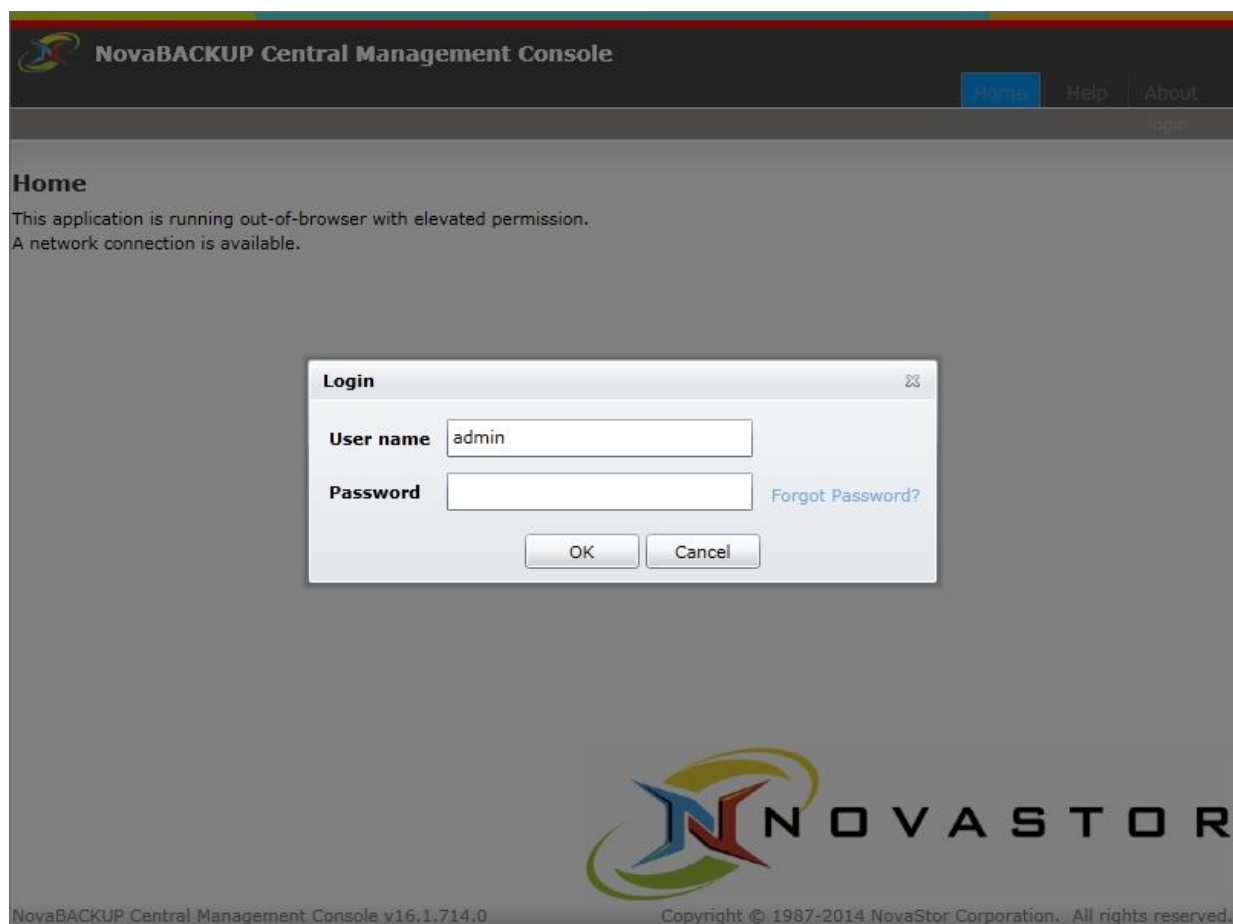 NovaBACKUP Central Management Console
Home Help About
login
Home
This application is running out-of-browser with elevated permission.
A network connection is available.
Login
User name admin
Password Forgot Password?
OK Cancel
NOVASTOR
NovaBACKUP Central Management Console v16.1.714.0 Copyright © 1987-2014 NovaStor Corporation. All rights reserved.